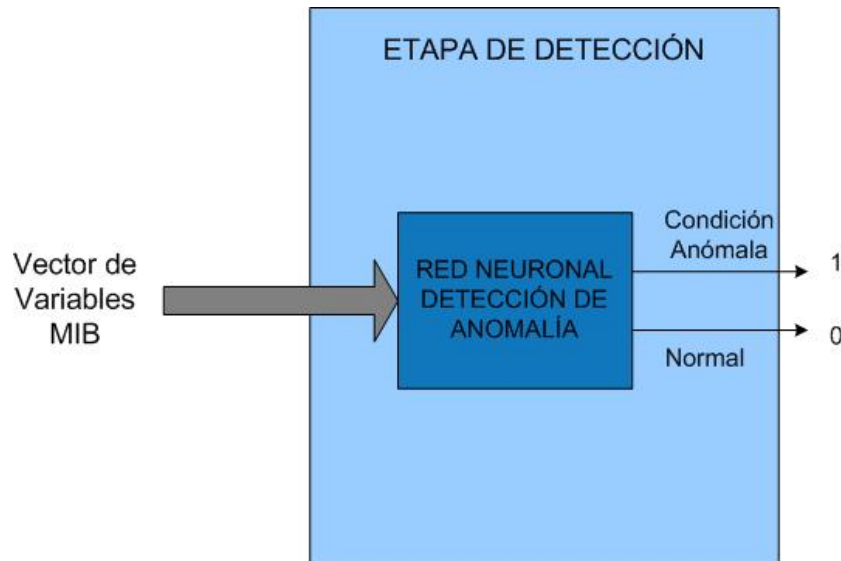 ETAPA DE DETECCIÓN
Vector de
Variables
MIB
RED NEURONAL
DETECCIÓN DE
ANOMALÍA
Condición
Anómala
1
0
Normal